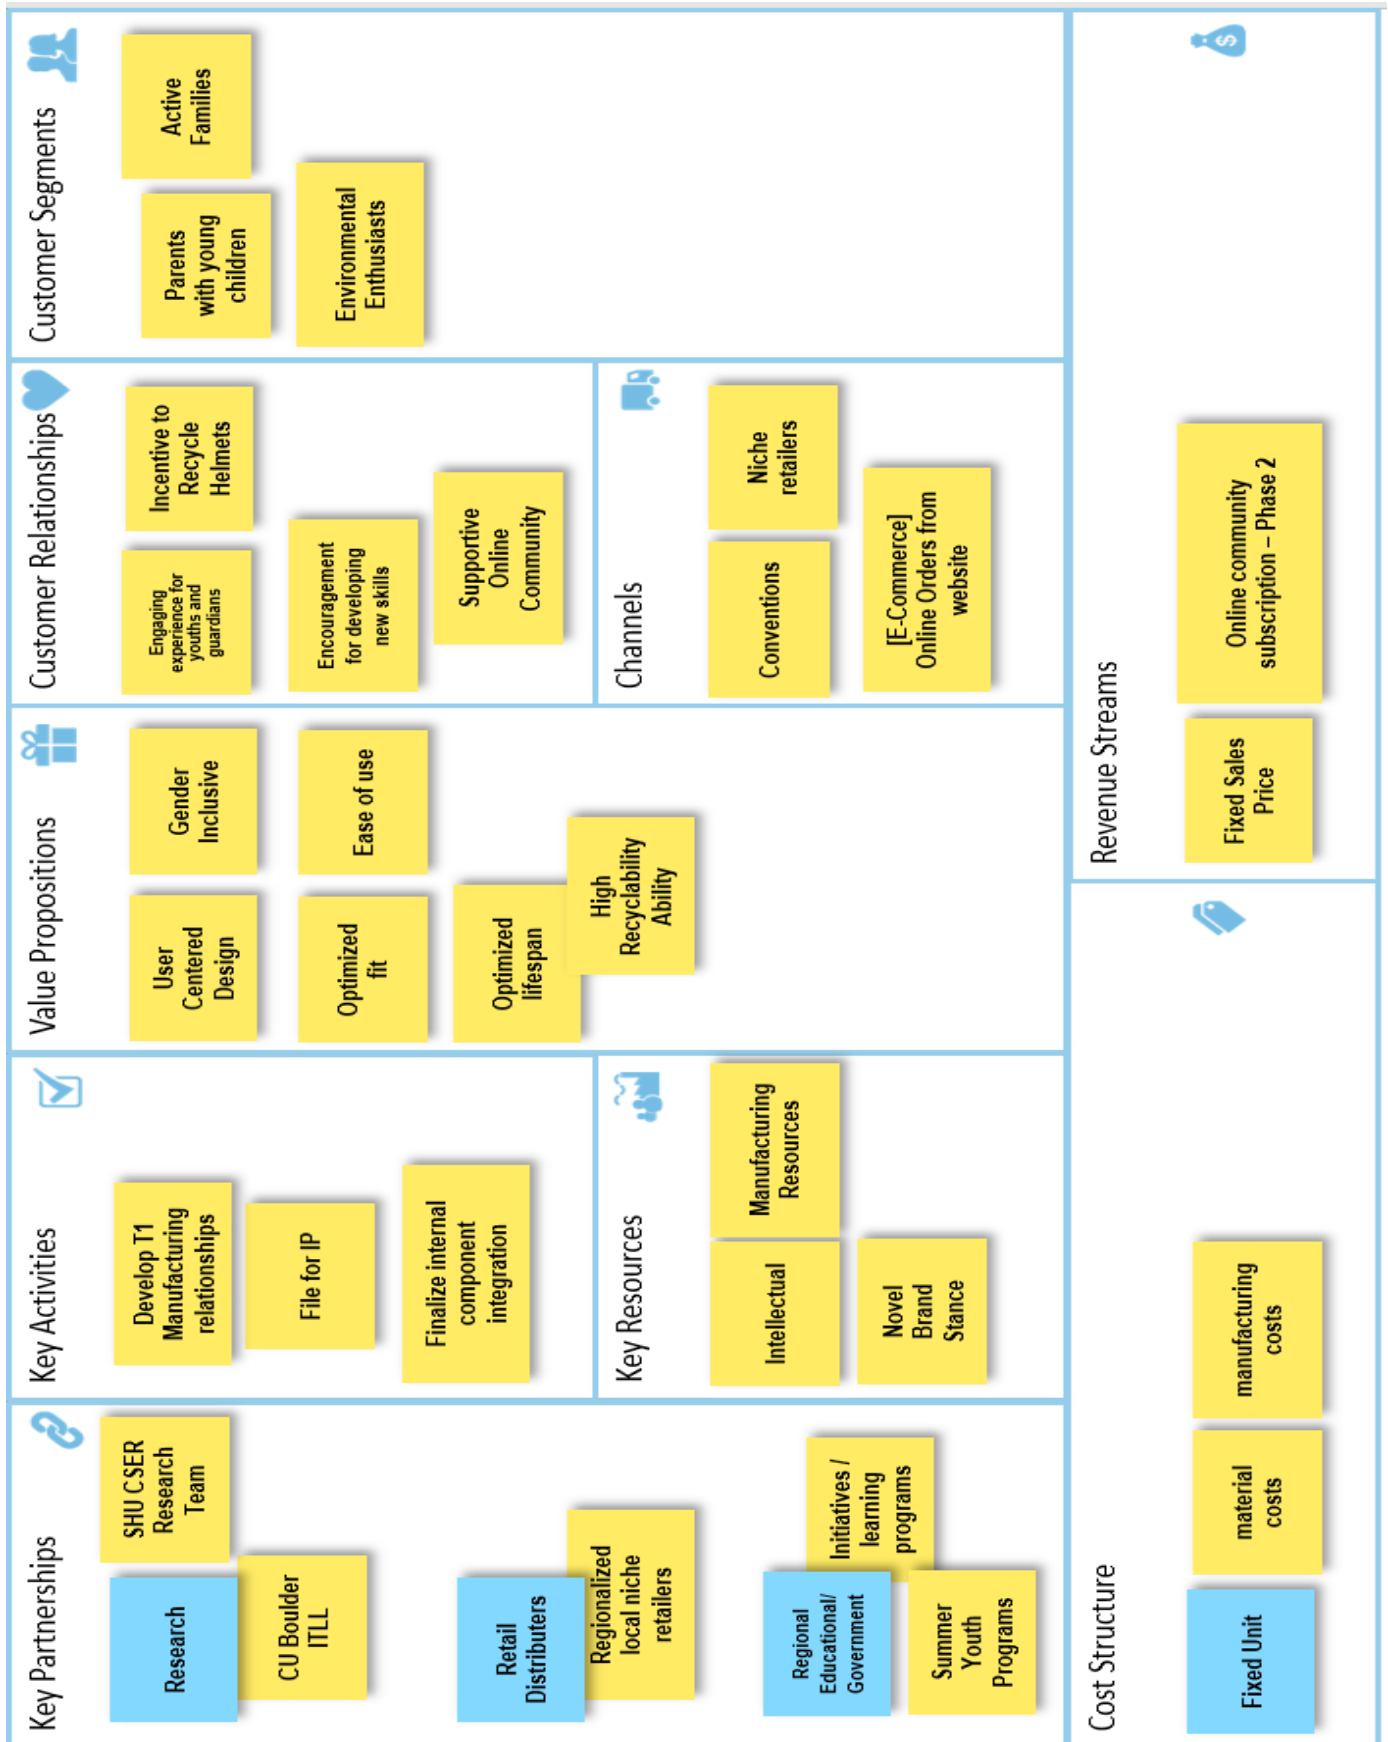 Key Partnerships
SHU CSER
Research
Team
Research
CU Boulder
ITLL
Retail
Distributers
Regionalized
local niche
retailers
Regional
Educational/
Government
Initiatives /
learning
programs
Summer
Youth
Programs
Key Activities
Develop T1
Manufacturing
relationships
File for IP
Finalize internal
component
integration
Key Resources
Intellectual
Manufacturing
Resources
Novel
Brand
Stance
Value Propositions
User
Centered
Design
Gender
Inclusive
Optimized
fit
Ease of use
Optimized
lifespan
High
Recyclability
Ability
Customer Relationships
Engaging
experience for
youths and
guardians
Incentive to
Recycle
Helmets
Encouragement
for developing
new skills
Supportive
Online
Community
Channels
Conventions
Niche
retailers
[E-Commerce]
Online Orders from
website
Customer Segments
Parents
with young
children
Active
Families
Environmental
Enthusiasts
Cost Structure
Fixed Unit
material
costs
manufacturing
costs
Revenue Streams
Fixed Sales
Price
Online community
subscription – Phase 2
$